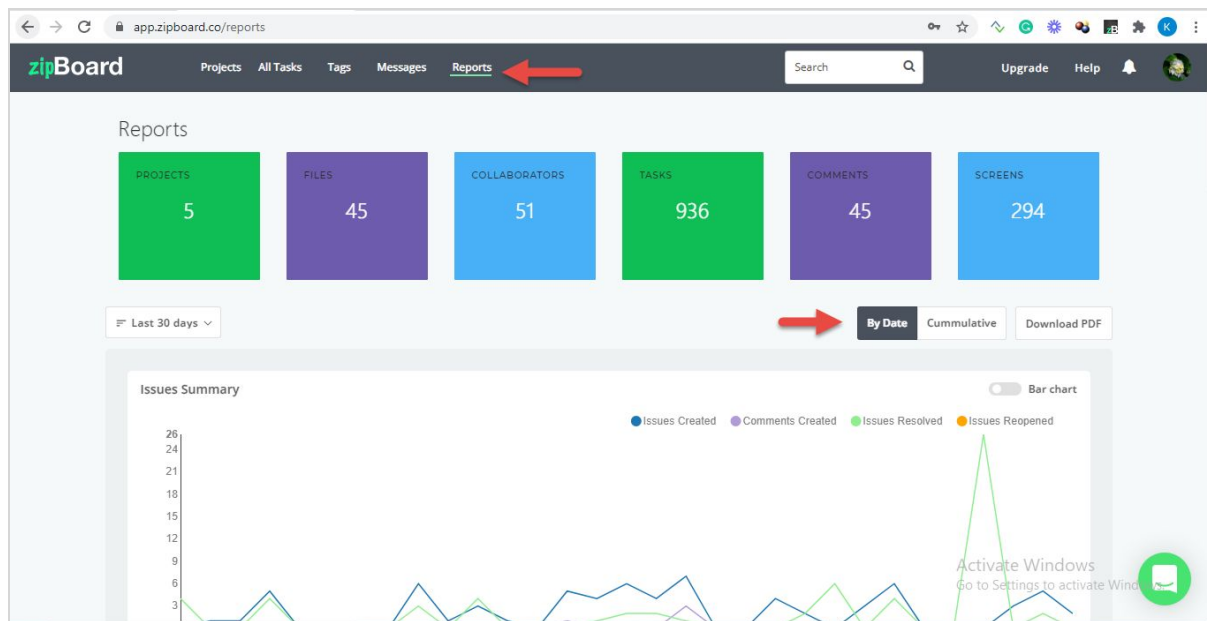 app.zipboard.co/reports
K
zipBoard
Projects All Tasks Tags Messages Reports
Search
Upgrade Help
Reports
PROJECTS
5
FILES
45
COLLABORATORS
51
TASKS
936
COMMENTS
45
SCREENS
294
Last 30 days
By Date Cummulative Download PDF
Issues Summary
Bar chart
Issues Created Comments Created Issues Resolved Issues Reopened
26
24
21
18
15
12
9
6
3
Activate Windows
Go to Settings to activate